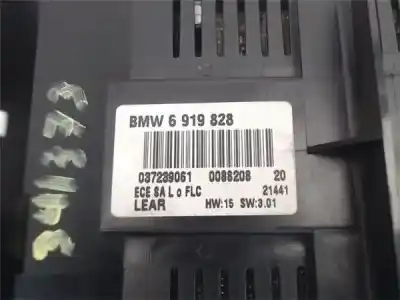 BMW 6 919 828
037239061 0088208 20
ECE SA L o FLC 21441
LEAR HW:15 SW:3.01